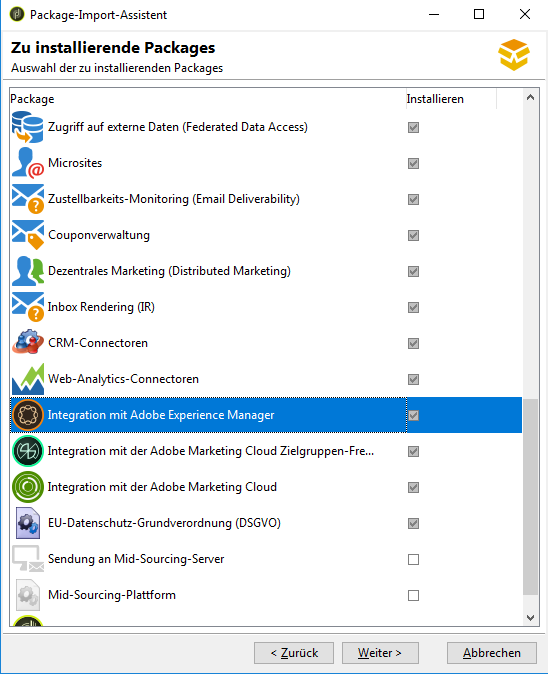 Package-Import-Assistent
Zu installierende Packages
Auswahl der zu installierenden Packages
Package Installieren
Zugriff auf externe Daten (Federated Data Access)
Microsites
Zustellbarkeits-Monitoring (Email Deliverability)
Couponverwaltung
Dezentrales Marketing (Distributed Marketing)
Inbox Rendering (IR)
CRM-Connectoren
Web-Analytics-Connectoren
Integration mit Adobe Experience Manager
Integration mit der Adobe Marketing Cloud Zielgruppen-Fre...
Integration mit der Adobe Marketing Cloud
EU-Datenschutz-Grundverordnung (DSGVO)
Sendung an Mid-Sourcing-Server
Mid-Sourcing-Plattform
< Zurück Weiter > Abbrechen